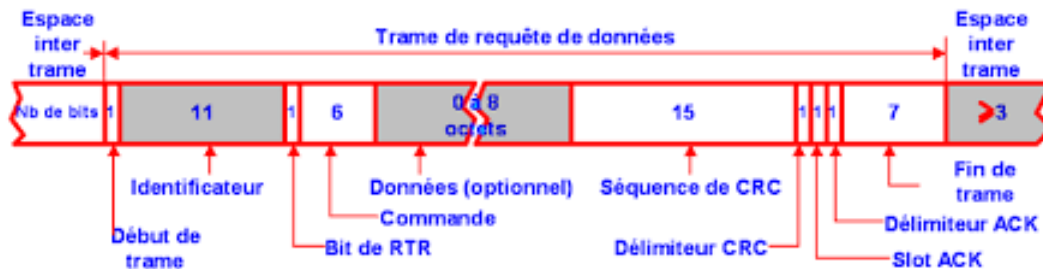 Espace
inter
trame
Trame de requête de données
Espace
inter
trame
Nb de bits 1 11 1 6 0 à 8 octets 15 1 1 1 7 >3
Identificateur
Données (optionnel)
Séquence de CRC
Fin de
trame
Commande
Délimiteur ACK
Début de
trame
Bit de RTR
Délimiteur CRC
Slot ACK